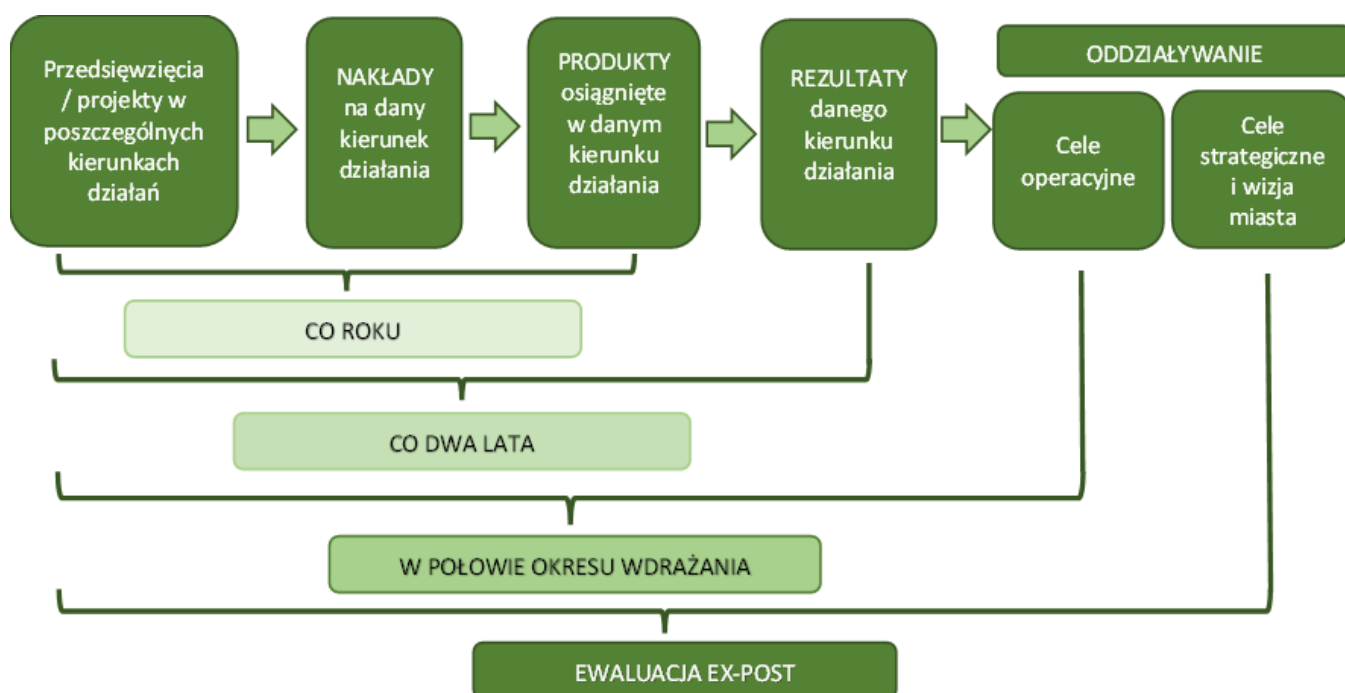 Przedsięwzięcia
/ projekty w
poszczególnych
kierunkach
działań
NAKŁADY
na dany
kierunek
działania
PRODUKTY
osiągnięte
w danym
kierunku
działania
REZULTATY
danego
kierunku
działania
ODDZIAŁYWANIE
Cele
operacyjne
Cele
strategiczne
i wizja
miasta
CO ROKU
CO DWA LATA
W POŁOWIE OKRESU WDRAŻANIA
EWALUACJA EX-POST